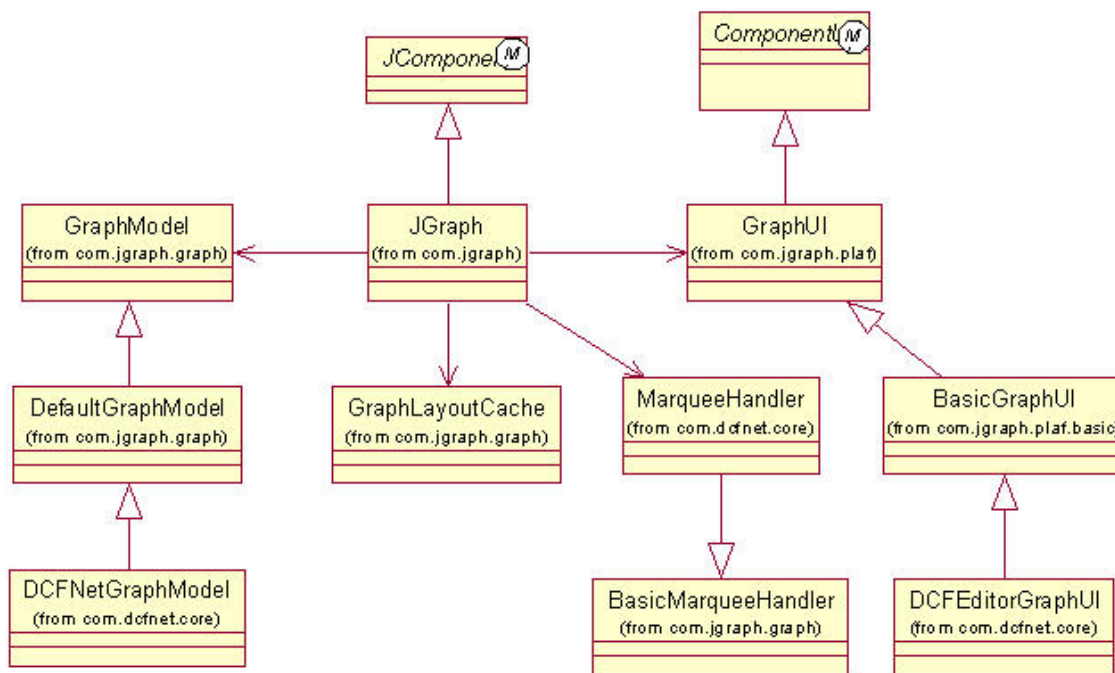 JComponen
M
ComponentU
M
GraphModel
(from com.jgraph.graph)
JGraph
(from com.jgraph)
GraphUI
(from com.jgraph.plaf)
DefaultGraphModel
(from com.jgraph.graph)
GraphLayoutCache
(from com.jgraph.graph)
MarqueeHandler
(from com.dcfnet.core)
BasicGraphUI
(from com.jgraph.plaf.basic)
DCFNetGraphModel
(from com.dcfnet.core)
BasicMarqueeHandler
(from com.jgraph.graph)
DCFEditorGraphUI
(from com.dcfnet.core)